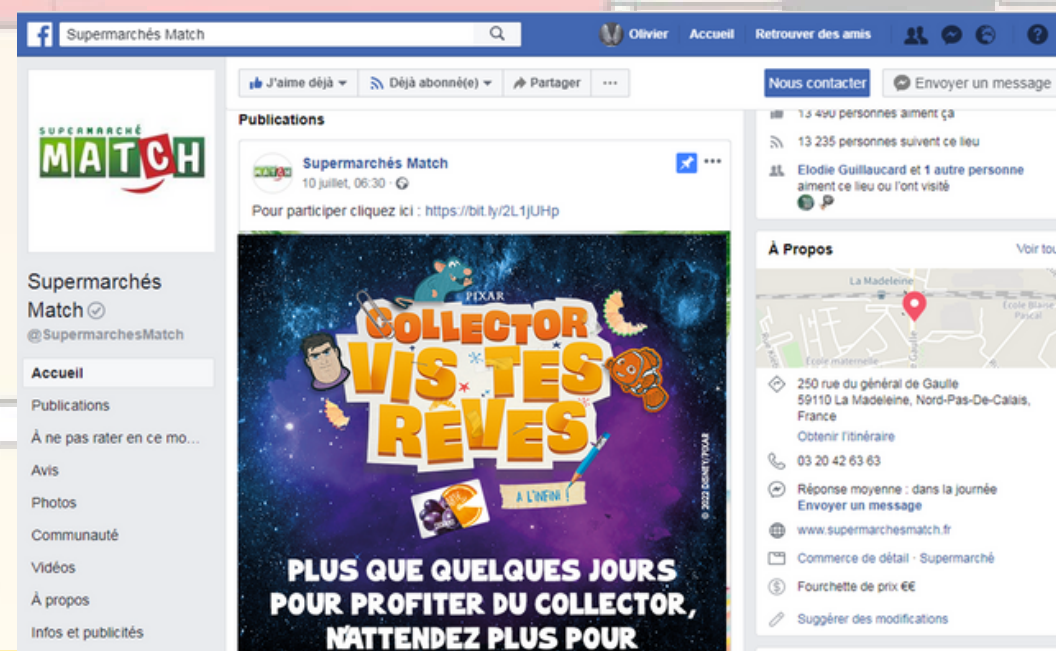 Supermarchés Match
Olivier
Accueil
Retrouver des amis
J'aime déjà
Déjà abonné(e)
Partager
Nous contacter
Envoyer un message
SUPERMARCHÉ
MATCH
Supermarchés
Match
@SupermarchesMatch
Accueil
Publications
À ne pas rater en ce mo...
Avis
Photos
Communauté
Vidéos
À propos
Infos et publicités
Publications
MATCH
Supermarchés Match
10 juillet, 06:30 ·
Pour participer cliquez ici : https://bit.ly/2L1jUHp
PIXAR
COLLECTOR
VIS TES
RÊVES
A L'INFINI !
© 2022 DISNEY/PIXAR
PLUS QUE QUELQUES JOURS
POUR PROFITER DU COLLECTOR,
N'ATTENDEZ PLUS POUR
13 490 personnes aiment ça
13 235 personnes suivent ce lieu
Elodie Guillaucard et 1 autre personne
aiment ce lieu ou l'ont visité
À Propos
Voir tou
La Madeleine
École Blaise
Pascal
École maternelle
Gaulle
250 rue du général de Gaulle
59110 La Madeleine, Nord-Pas-De-Calais,
France
Obtenir l'itinéraire
03 20 42 63 63
Réponse moyenne : dans la journée
Envoyer un message
www.supermarchesmatch.fr
Commerce de détail · Supermarché
Fourchette de prix €€
Suggérer des modifications